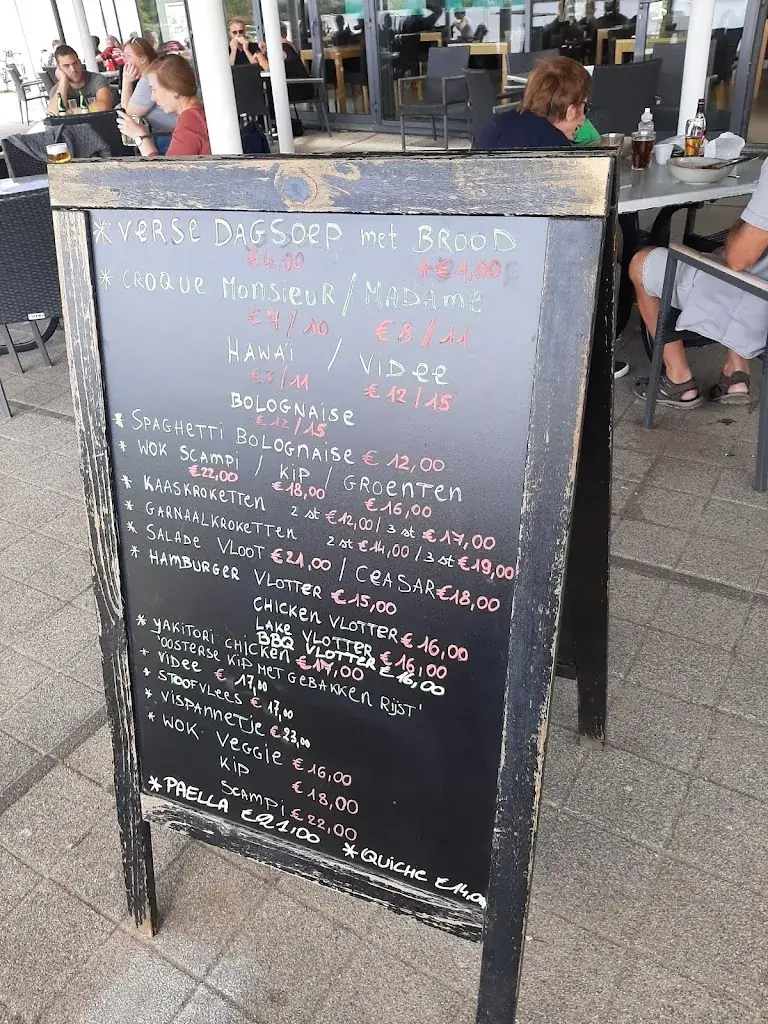 *VERSE DAGSOEP met BROOD
€4,00 + €1,00
* CROQUE MONSIEUR / MADAME
€7/10 €8/11
HAWAÏ / VIDEE
€8/11 €12/15
BOLOGNAISE
€12/15
* SPAGHETTI BOLOGNAISE € 12,00
* WOK SCAMPI / KIP / GROENTEN
€22,00 €18,00 €16,00
* KAASKROKETTEN 2 st €12,00 / 3 st €17,00
* GARNAALKROKETTEN 2 st €14,00 / 3 st €19,00
* SALADE VLOOT €21,00 / CEASAR €18,00
* HAMBURGER VLOTTER €15,00
CHICKEN VLOTTER €16,00
LAKE VLOTTER €16,00
BBQ VLOTTER €16,00
* YAKITORI CHICKEN €17,00
'OOSTERSE KIP MET GEBAKKEN RIJST'
* VIDEE € 17,00
* STOOFVLEES € 17,00
* VISPANNETJE €23,00
* WOK VEGGIE €16,00
KIP €18,00
SCAMPI €22,00
*PAELLA €21,00 *QUICHE €14,00